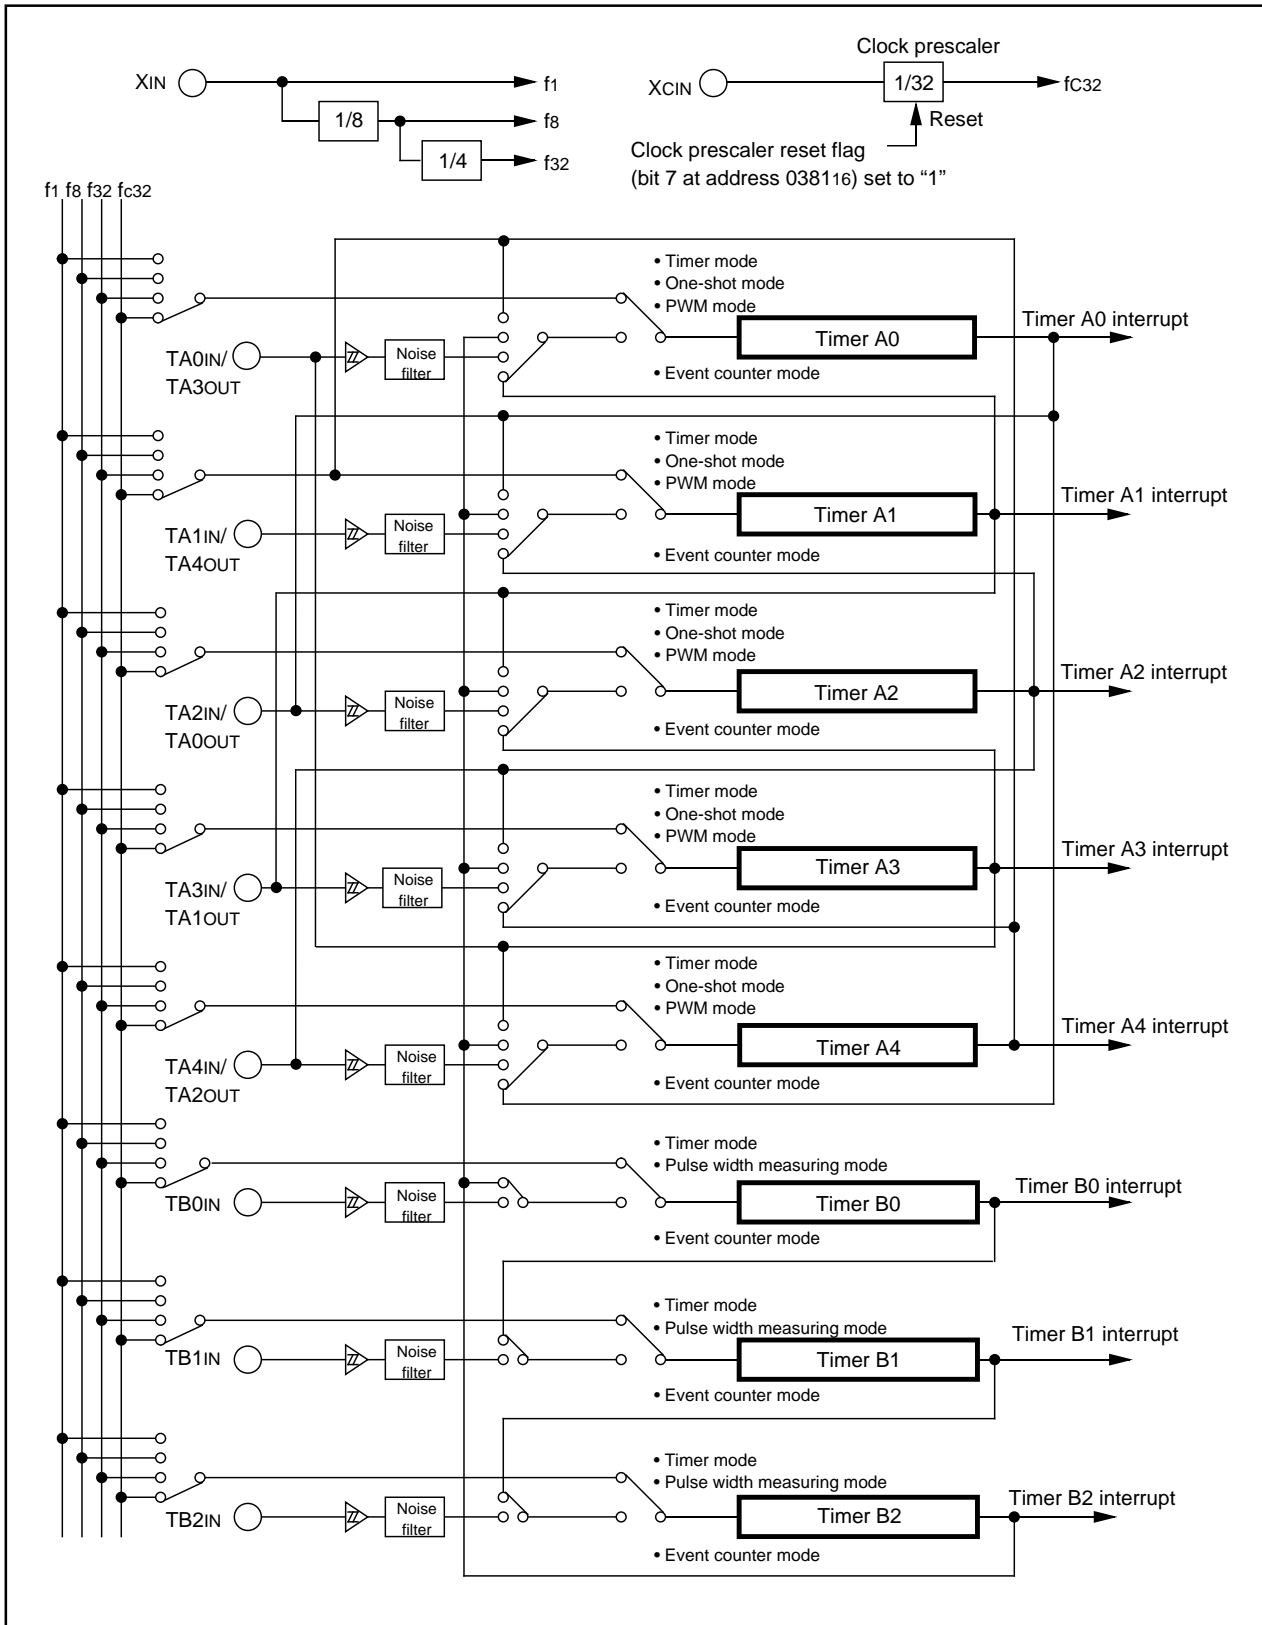 Clock prescaler
XIN
f1
XCIN
1/32
fC32
1/8
f8
Reset
1/4
f32
Clock prescaler reset flag
(bit 7 at address 038116) set to “1”
f1 f8 f32 fc32
• Timer mode
• One-shot mode
• PWM mode
Timer A0
Timer A0 interrupt
TA0IN/
TA3OUT
Noise
filter
• Event counter mode
• Timer mode
• One-shot mode
• PWM mode
Timer A1
Timer A1 interrupt
TA1IN/
TA4OUT
Noise
filter
• Event counter mode
• Timer mode
• One-shot mode
• PWM mode
Timer A2
Timer A2 interrupt
TA2IN/
TA0OUT
Noise
filter
• Event counter mode
• Timer mode
• One-shot mode
• PWM mode
Timer A3
Timer A3 interrupt
TA3IN/
TA1OUT
Noise
filter
• Event counter mode
• Timer mode
• One-shot mode
• PWM mode
Timer A4
Timer A4 interrupt
TA4IN/
TA2OUT
Noise
filter
• Event counter mode
• Timer mode
• Pulse width measuring mode
Timer B0
Timer B0 interrupt
TB0IN
Noise
filter
• Event counter mode
• Timer mode
• Pulse width measuring mode
Timer B1
Timer B1 interrupt
TB1IN
Noise
filter
• Event counter mode
• Timer mode
• Pulse width measuring mode
Timer B2
Timer B2 interrupt
TB2IN
Noise
filter
• Event counter mode